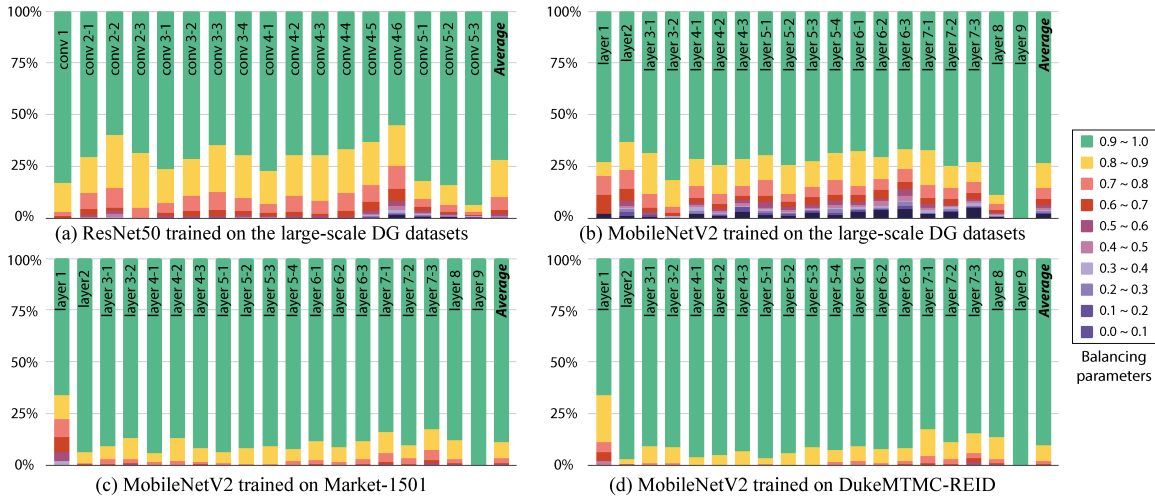 100%
75%
50%
25%
0%
conv 1
conv 2-1
conv 2-2
conv 2-3
conv 3-1
conv 3-2
conv 3-3
conv 3-4
conv 4-1
conv 4-2
conv 4-3
conv 4-4
conv 4-5
conv 4-6
conv 5-1
conv 5-2
conv 5-3
Average
(a) ResNet50 trained on the large-scale DG datasets
100%
75%
50%
25%
0%
layer 1
layer 2
layer 3-1
layer 3-2
layer 4-1
layer 4-2
layer 4-3
layer 5-1
layer 5-2
layer 5-3
layer 5-4
layer 6-1
layer 6-2
layer 6-3
layer 7-1
layer 7-2
layer 7-3
layer 8
layer 9
Average
(b) MobileNetV2 trained on the large-scale DG datasets
100%
75%
50%
25%
0%
layer 1
layer2
layer 3-1
layer 3-2
layer 4-1
layer 4-2
layer 4-3
layer 5-1
layer 5-2
layer 5-3
layer 5-4
layer 6-1
layer 6-2
layer 6-3
layer 7-1
layer 7-2
layer 7-3
layer 8
layer 9
Average
(c) MobileNetV2 trained on Market-1501
100%
75%
50%
25%
0%
layer 1
layer2
layer 3-1
layer 3-2
layer 4-1
layer 4-2
layer 4-3
layer 5-1
layer 5-2
layer 5-3
layer 5-4
layer 6-1
layer 6-2
layer 6-3
layer 7-1
layer 7-2
layer 7-3
layer 8
layer 9
Average
(d) MobileNetV2 trained on DukeMTMC-REID
0.9 ~ 1.0
0.8 ~ 0.9
0.7 ~ 0.8
0.6 ~ 0.7
0.5 ~ 0.6
0.4 ~ 0.5
0.3 ~ 0.4
0.2 ~ 0.3
0.1 ~ 0.2
0.0 ~ 0.1
Balancing
parameters